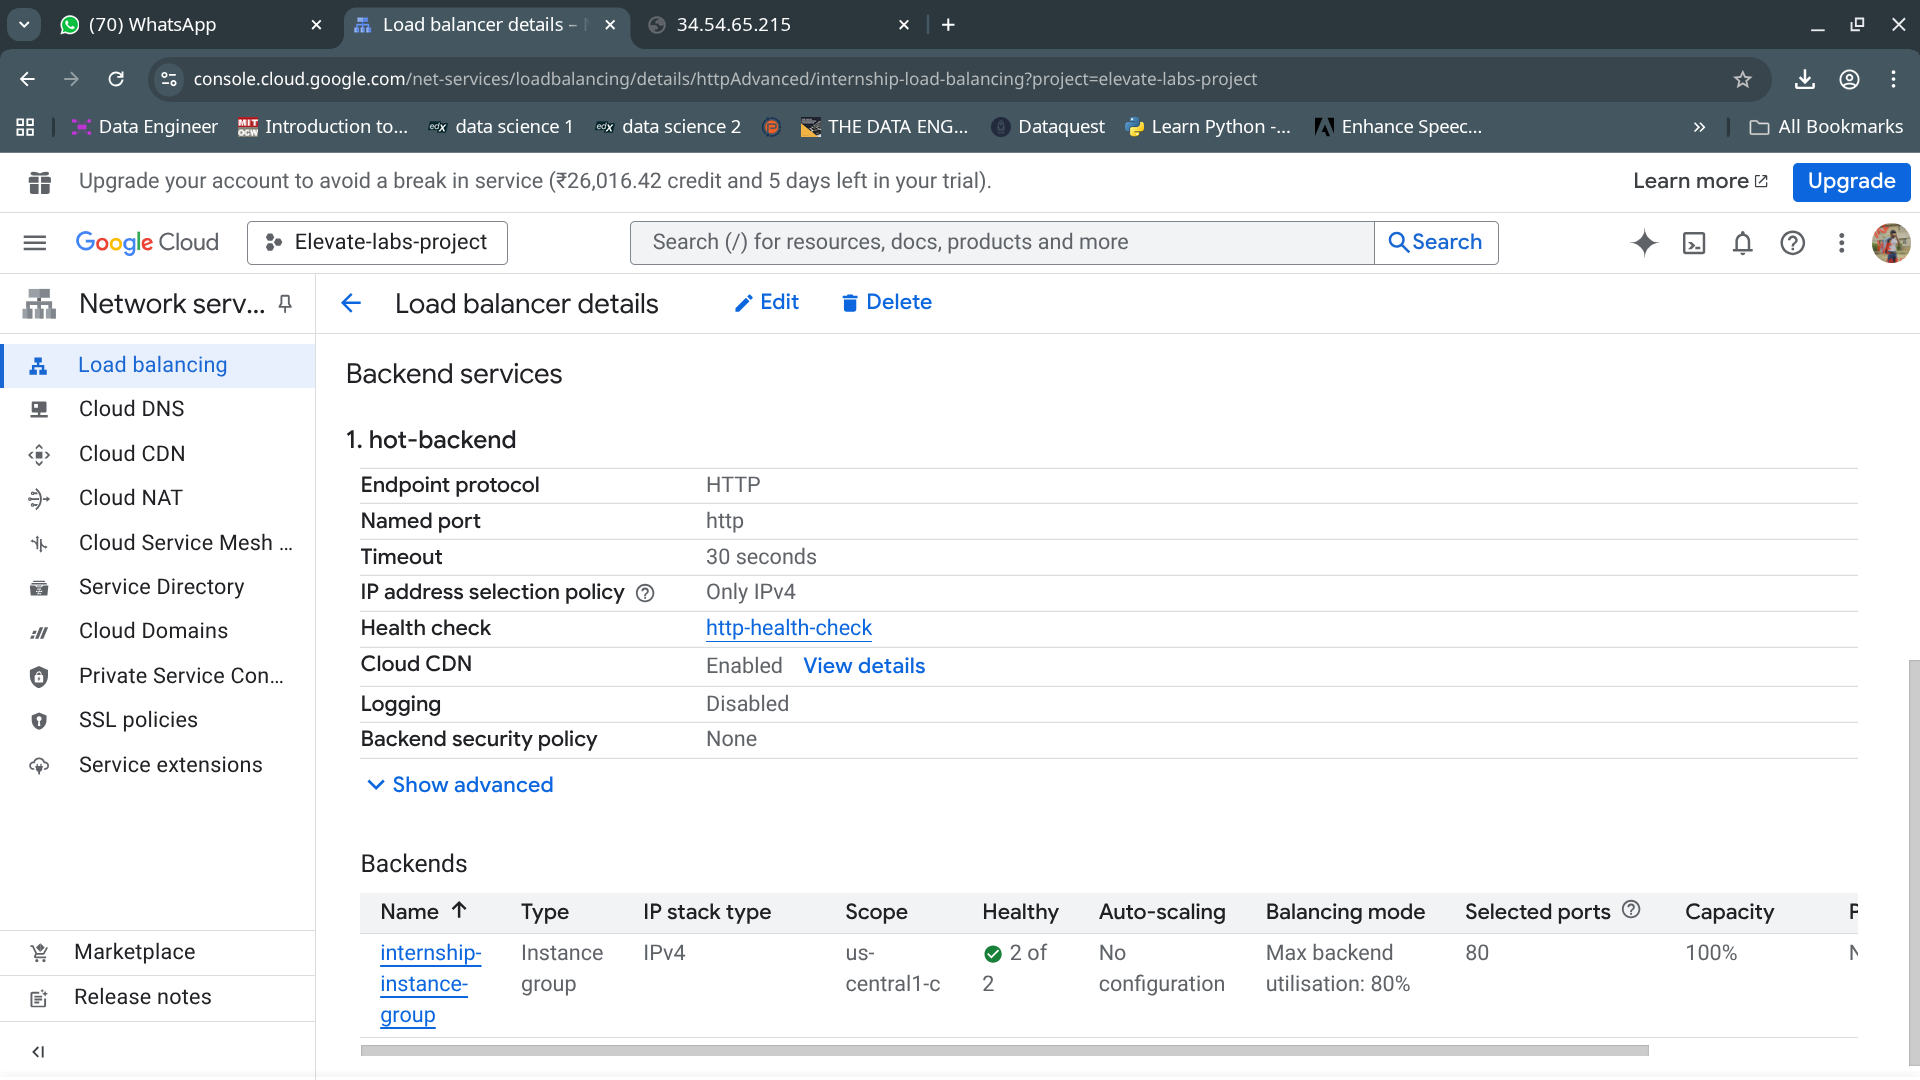 (70) WhatsApp
Load balancer details –
34.54.65.215
console.cloud.google.com/net-services/loadbalancing/details/httpAdvanced/internship-load-balancing?project=elevate-labs-project
Data Engineer
MIT OCW Introduction to...
edX data science 1
edX data science 2
THE DATA ENG...
Dataquest
Learn Python -...
Enhance Speec...
»
All Bookmarks
Upgrade your account to avoid a break in service (₹26,016.42 credit and 5 days left in your trial).
Learn more
Upgrade
Google Cloud
Elevate-labs-project
Search (/) for resources, docs, products and more
Search
Network serv...
Load balancer details
Edit
Delete
Load balancing
Cloud DNS
Cloud CDN
Cloud NAT
Cloud Service Mesh ...
Service Directory
Cloud Domains
Private Service Con...
SSL policies
Service extensions
Marketplace
Release notes
Backend services
1. hot-backend
Endpoint protocol HTTP
Named port http
Timeout 30 seconds
IP address selection policy Only IPv4
Health check http-health-check
Cloud CDN Enabled View details
Logging Disabled
Backend security policy None
Show advanced
Backends
Name Type IP stack type Scope Healthy Auto-scaling Balancing mode Selected ports Capacity
internship- Instance IPv4 us- 2 of No Max backend 80 100%
instance- group central1-c 2 configuration utilisation: 80%
group